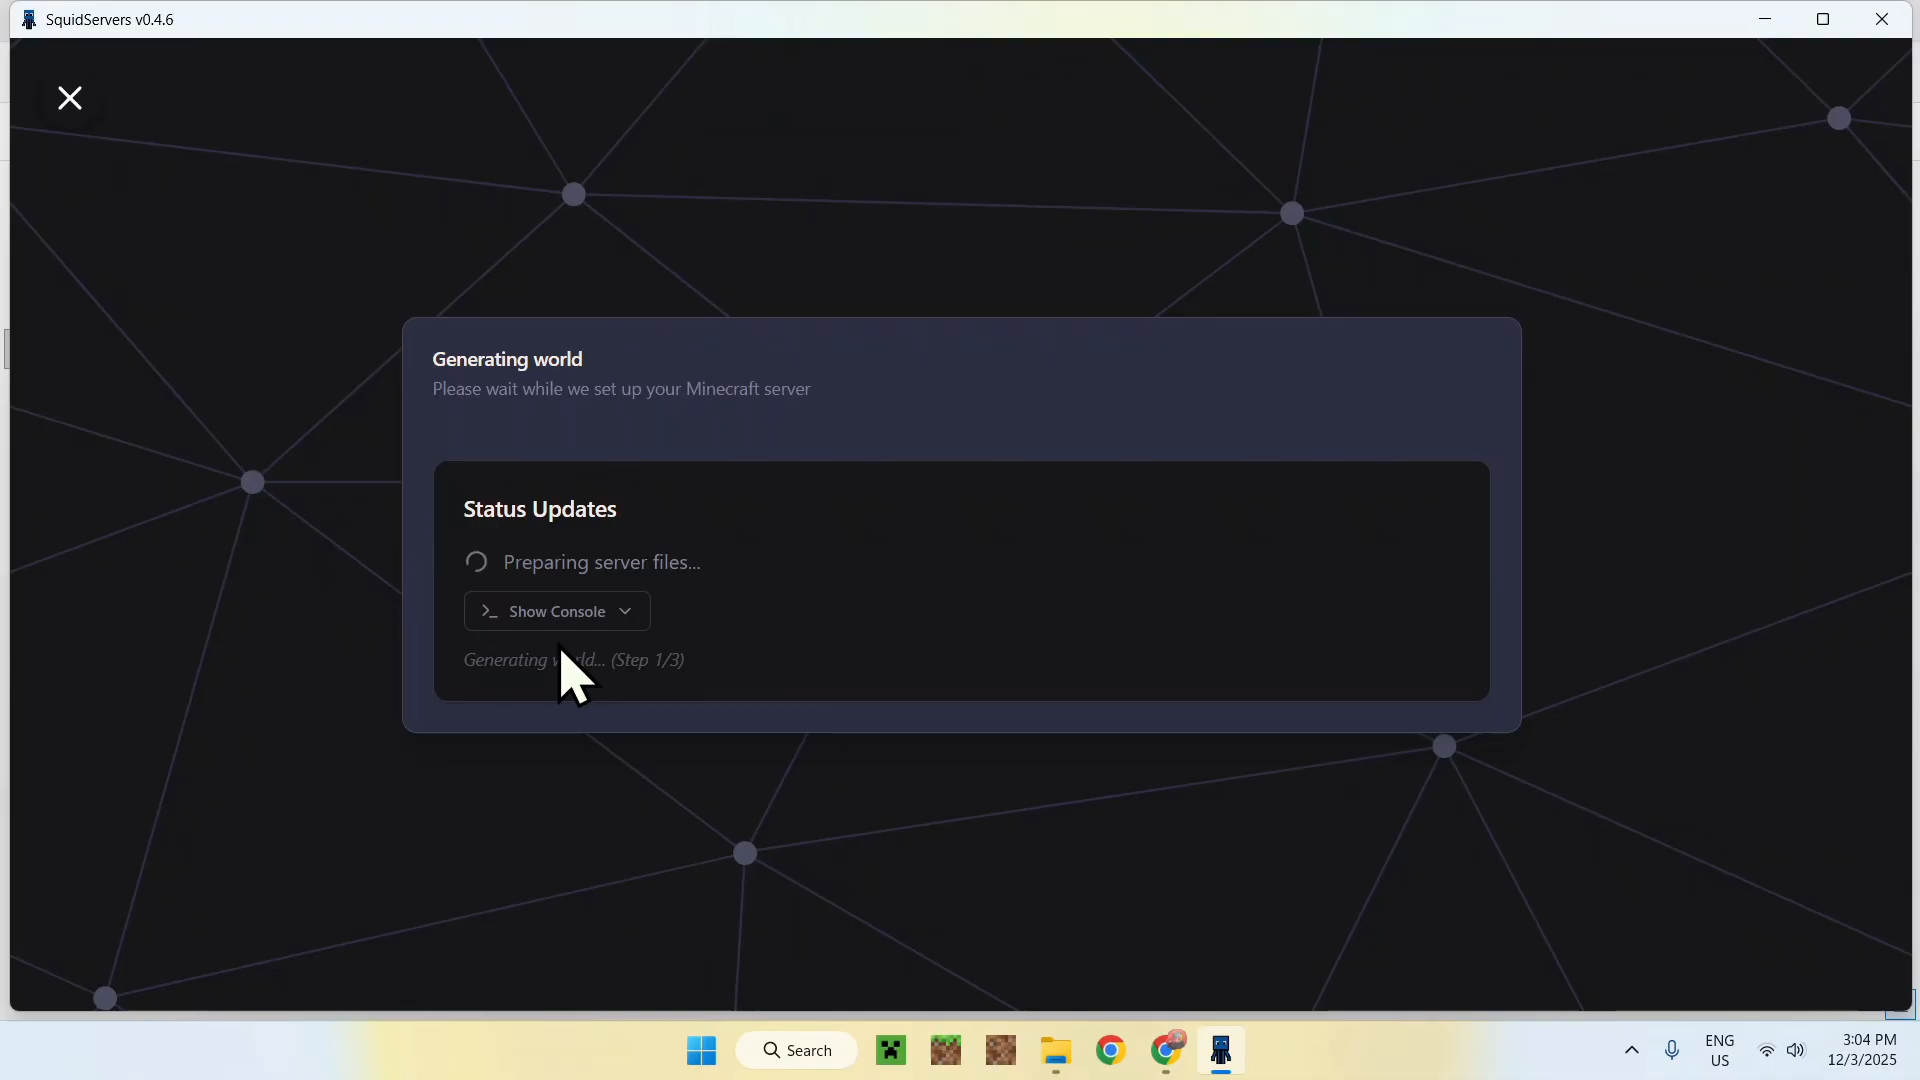 SquidServers v0.4.6
Generating world
Please wait while we set up your Minecraft server
Status Updates
Preparing server files...
>_ Show Console
Generating world... (Step 1/3)
Search
ENG
US
3:04 PM
12/3/2025